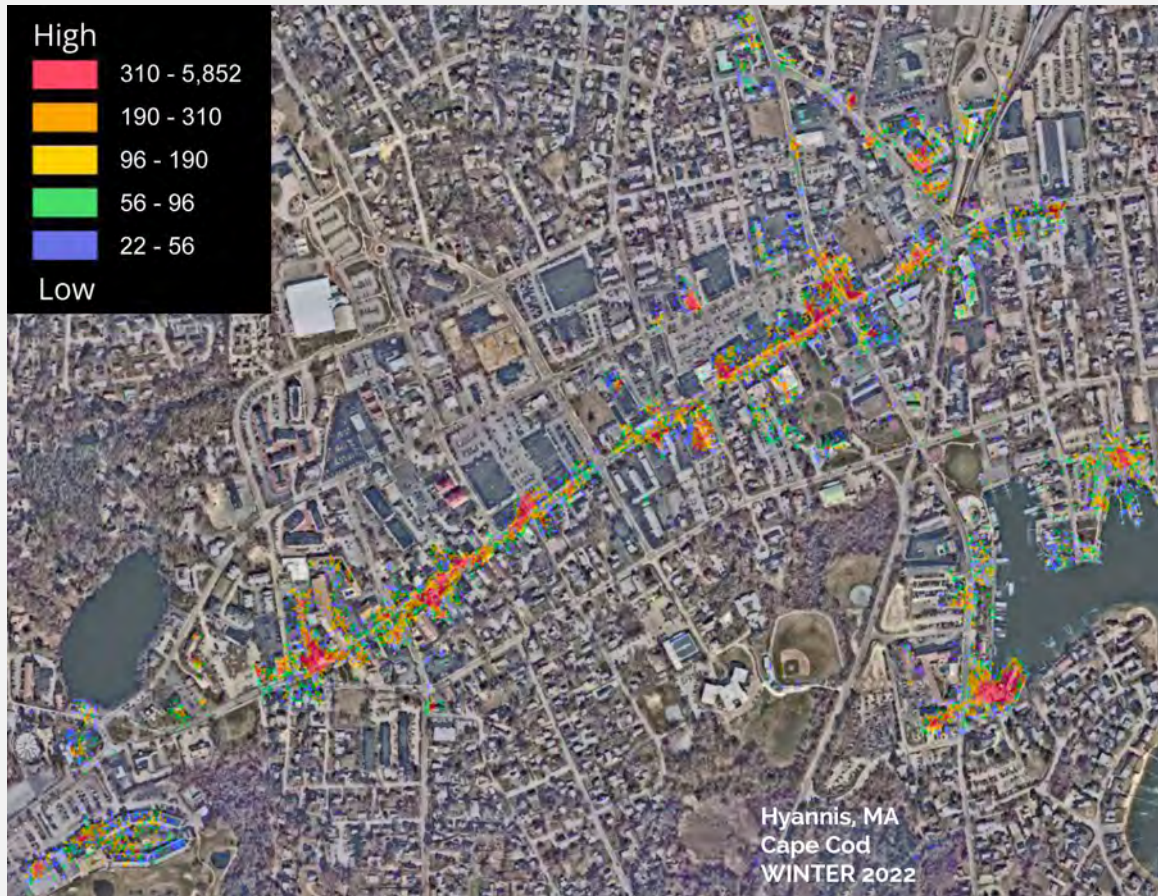 High
310 - 5,852
190 - 310
96 - 190
56 - 96
22 - 56
Low
Hyannis, MA
Cape Cod
WINTER 2022